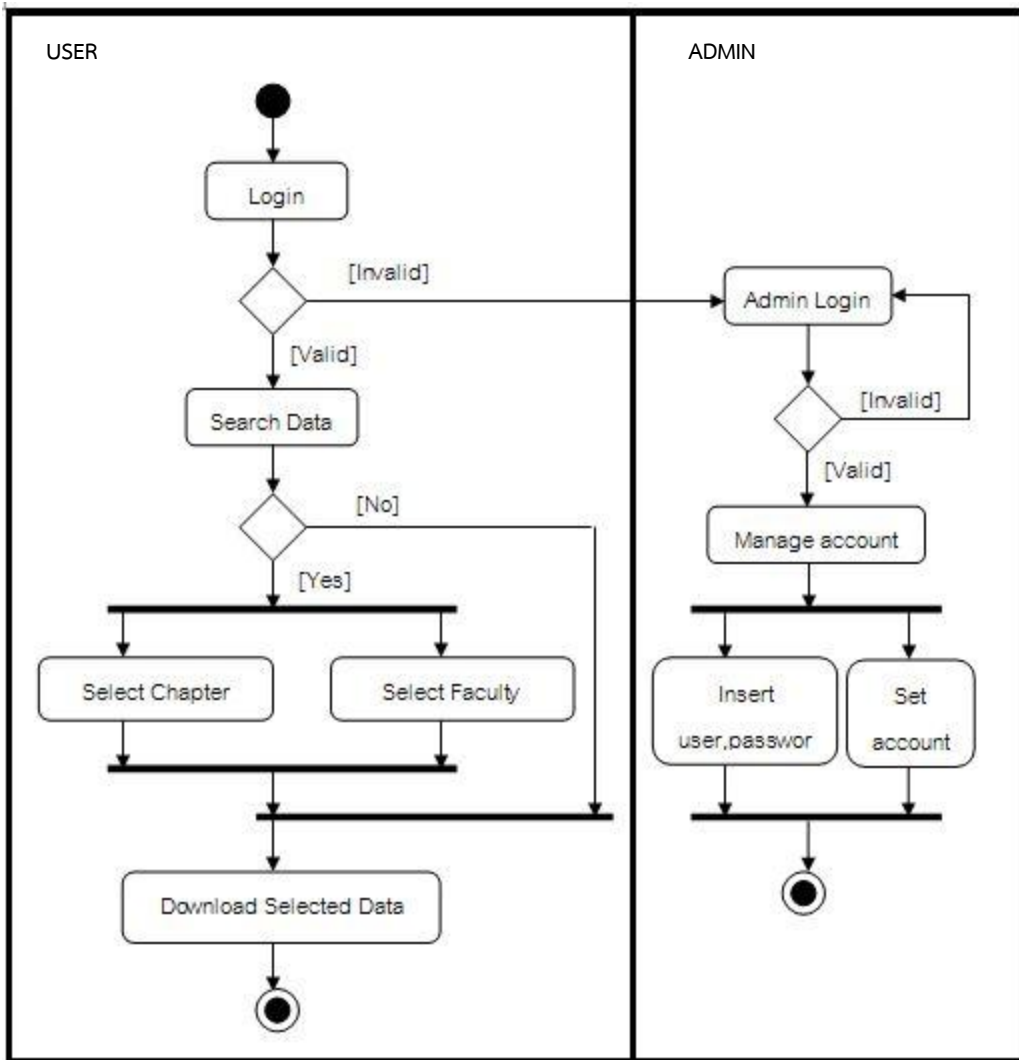 USER
ADMIN
Login
[Invalid]
Admin Login
[Valid]
[Invalid]
Search Data
[Valid]
[No]
Manage account
[Yes]
Select Chapter
Select Faculty
Insert
user,passwor
Set
account
Download Selected Data